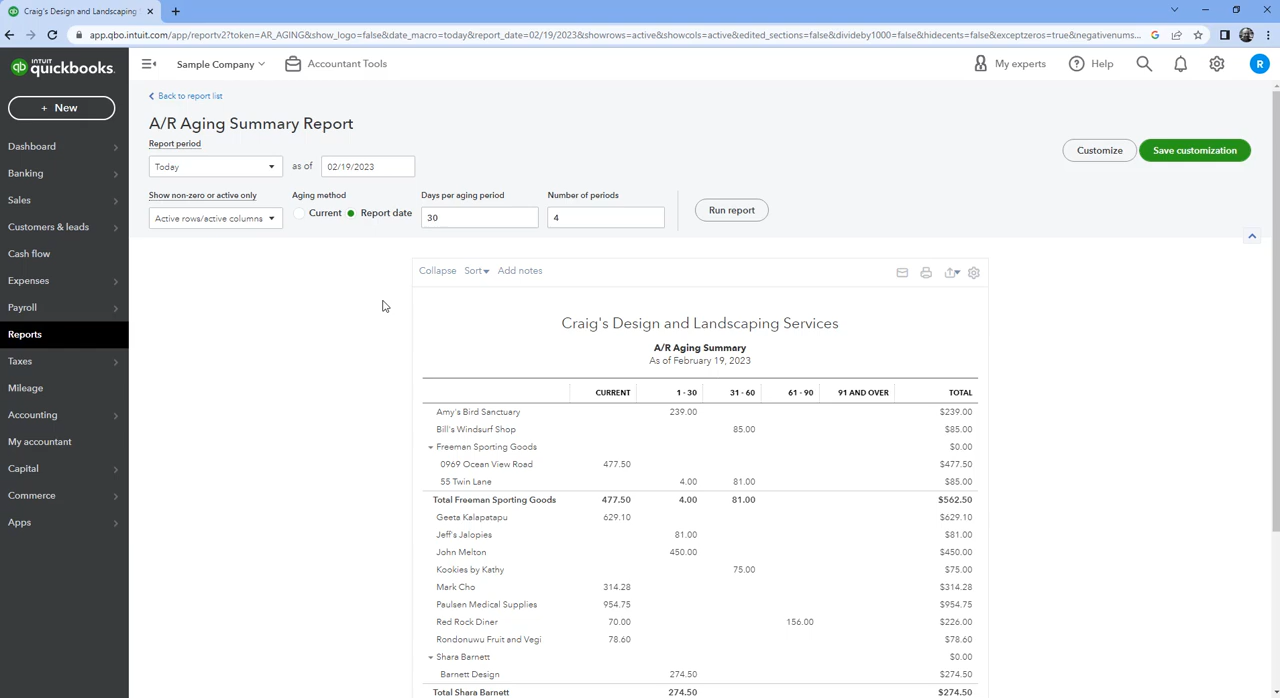 Craig's Design and Landscaping
app.qbo.intuit.com/app/reportv2?token=AR_AGING&show_logo=false&date_macro=today&report_date=02/19/2023&showrows=active&showcols=active&edited_sections=false&divideby1000=false&hidecents=false&exceptzeros=true&negativenums...
INTUIT
quickbooks.
Sample Company
Accountant Tools
My experts
Help
R
+ New
Dashboard
Banking
Sales
Customers & leads
Cash flow
Expenses
Payroll
Reports
Taxes
Mileage
Accounting
My accountant
Capital
Commerce
Apps
Back to report list
A/R Aging Summary Report
Report period
Today as of 02/19/2023
Customize Save customization
Show non-zero or active only Aging method Days per aging period Number of periods
Active rows/active columns Current Report date 30 4 Run report
Collapse Sort Add notes
Craig's Design and Landscaping Services
A/R Aging Summary
As of February 19, 2023
CURRENT 1 - 30 31 - 60 61 - 90 91 AND OVER TOTAL
Amy's Bird Sanctuary 239.00 $239.00
Bill's Windsurf Shop 85.00 $85.00
Freeman Sporting Goods $0.00
0969 Ocean View Road 477.50 $477.50
55 Twin Lane 4.00 81.00 $85.00
Total Freeman Sporting Goods 477.50 4.00 81.00 $562.50
Geeta Kalapatapu 629.10 $629.10
Jeff's Jalopies 81.00 $81.00
John Melton 450.00 $450.00
Kookies by Kathy 75.00 $75.00
Mark Cho 314.28 $314.28
Paulsen Medical Supplies 954.75 $954.75
Red Rock Diner 70.00 156.00 $226.00
Rondonuwu Fruit and Vegi 78.60 $78.60
Shara Barnett $0.00
Barnett Design 274.50 $274.50
Total Shara Barnett 274.50 $274.50